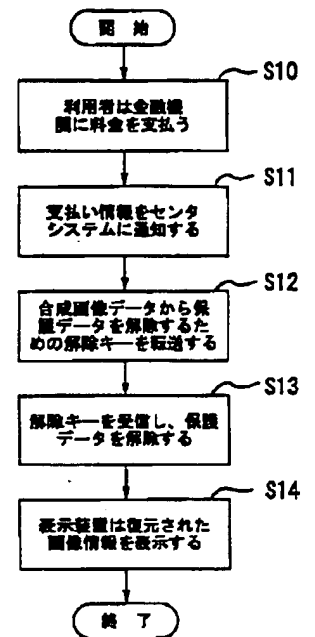 開始
S10
利用者は金融機
関に料金を支払う
S11
支払い情報をセンタ
システムに通知する
S12
合成画像データから保
護データを解除するた
めの解除キーを転送する
S13
解除キーを受信し、保護
データを解除する
S14
表示装置は復元された
画像情報を表示する
終了